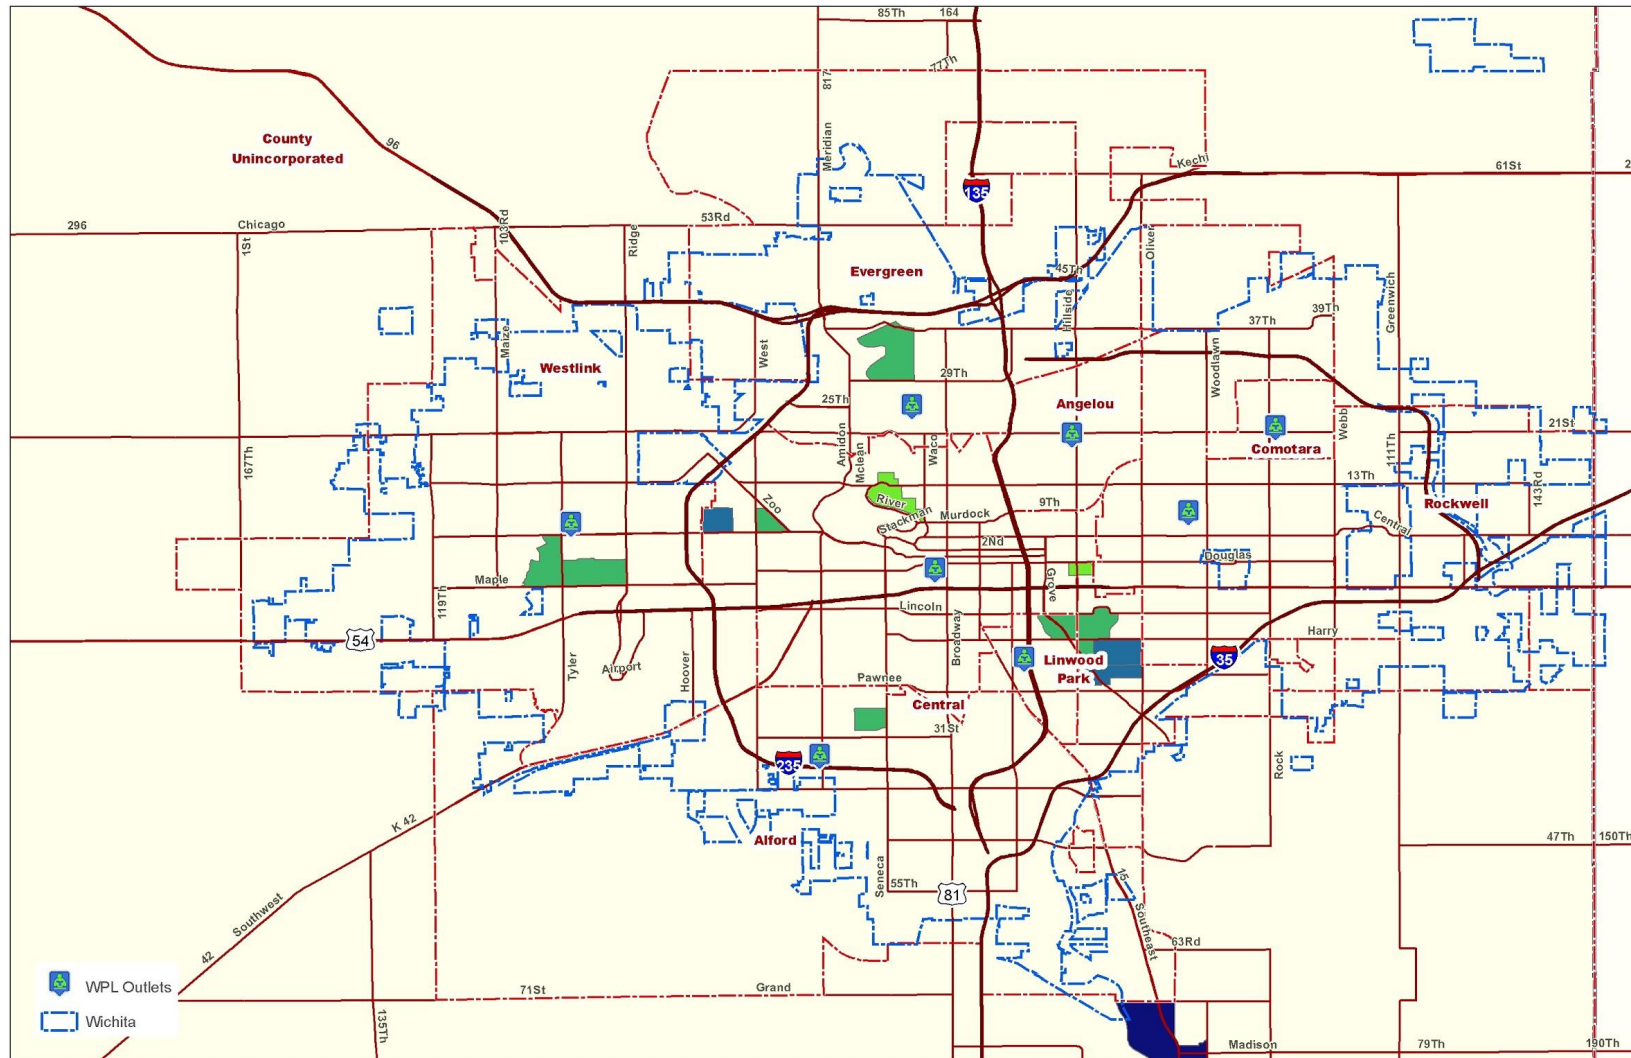 85Th
164
77Th
817
Meridian
County
Unincorporated
96
135
Kechi
61St
296
Chicago
1St
103Rd
Ridge
53Rd
Oliver
Evergreen
45Th
Hillside
Greenwich
39Th
37Th
Maize
West
Westlink
Woodlawn
29Th
25Th
Angelou
Webb
21St
Amidon
Mclean
Waco
Comotara
167Th
111Th
13Th
143Rd
Zoo
River
Rockwell
Stackman
Murdock
9Th
Central
2Nd
Douglas
Maple
119Th
Grove
Lincoln
54
Broadway
Harry
Airport
Tyler
Hoover
Linwood
Park
35
Pawnee
Central
31St
235
Rock
K 42
Alford
47Th
150Th
Seneca
55Th
81
15
Southeast
Southwest
42
63Rd
WPL Outlets
71St
Grand
Wichita
135Th
Madison
79Th
190Th